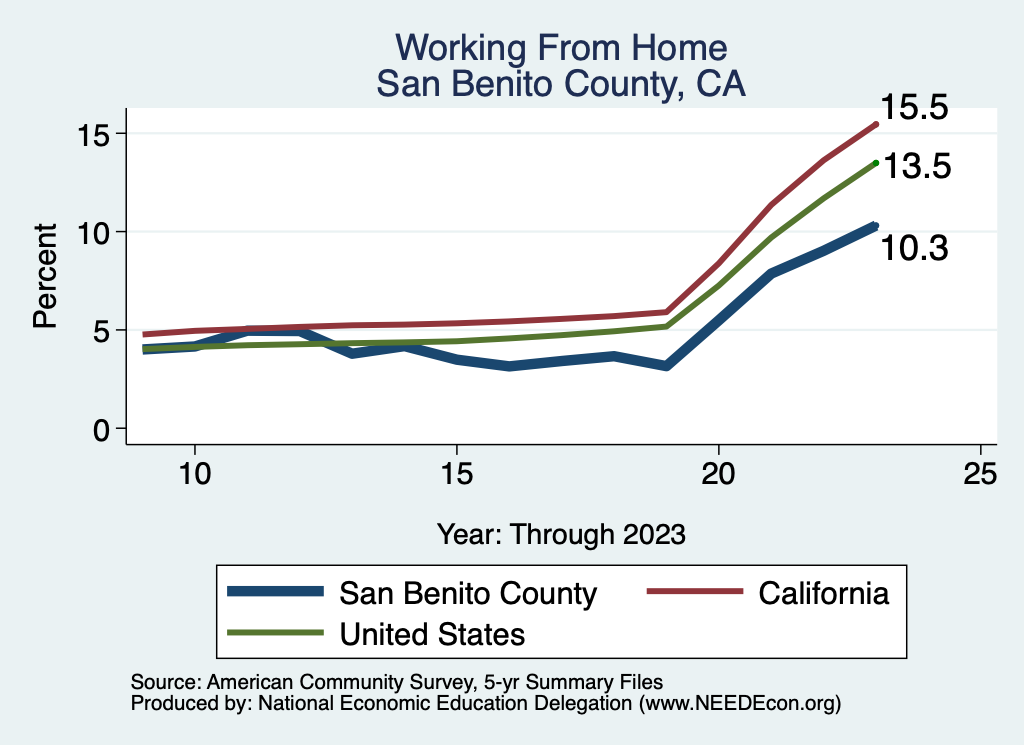 Working From Home
San Benito County, CA
15.5
13.5
10.3
15
10
5
0
Percent
10 15 20 25
Year: Through 2023
San Benito County California
United States
Source: American Community Survey, 5-yr Summary Files
Produced by: National Economic Education Delegation (www.NEEDEcon.org)